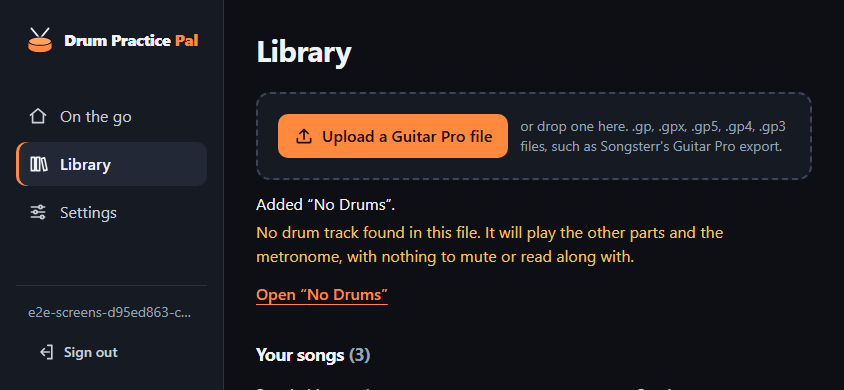 Drum Practice Pal
On the go
Library
Settings
e2e-screens-d95ed863-c...
Sign out
Library
Upload a Guitar Pro file
or drop one here. .gp, .gpx, .gp5, .gp4, .gp3
files, such as Songsterr's Guitar Pro export.
Added “No Drums”.
No drum track found in this file. It will play the other parts and the
metronome, with nothing to mute or read along with.
Open “No Drums”
Your songs (3)